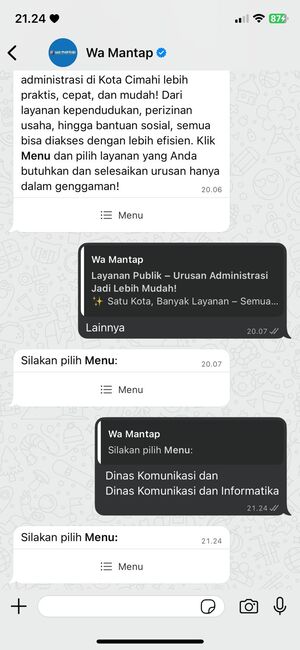 21.24
87
Wa Mantap
administrasi di Kota Cimahi lebih
praktis, cepat, dan mudah! Dari
layanan kependudukan, perizinan
usaha, hingga bantuan sosial, semua
bisa diakses dengan lebih efisien. Klik
Menu dan pilih layanan yang Anda
butuhkan dan selesaikan urusan hanya
dalam genggaman!
20.06
Menu
Wa Mantap
Layanan Publik – Urusan Administrasi
Jadi Lebih Mudah!
✨ Satu Kota, Banyak Layanan – Semua...
Lainnya
20.07
Silakan pilih Menu:
20.07
Menu
Wa Mantap
Silakan pilih Menu:
Dinas Komunikasi dan
Dinas Komunikasi dan Informatika
21.24
Silakan pilih Menu:
21.24
Menu